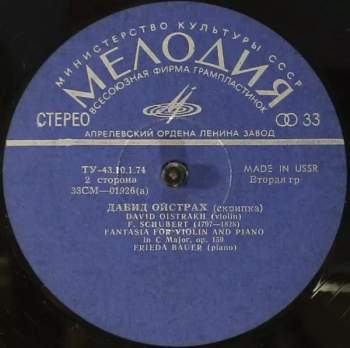 МИНИСТЕРСТВО КУЛЬТУРЫ СССР
МЕЛОДИЯ
ВСЕСОЮЗНАЯ ФИРМА ГРАМПЛАСТИНОК
СТЕРЕО
33
АПРЕЛЕВСКИЙ ОРДЕНА ЛЕНИНА ЗАВОД
ТУ-43.10.1.74 MADE IN USSR
2 сторона Вторая гр
33СМ—01926(а)
ДАВИД ОЙСТРАХ (скрипка)
DAVID OISTRAKH (violin)
F. SCHUBERT (1797—1828)
FANTASIA FOR VIOLIN AND PIANO
in C Major, op. 159
FRIEDA BAUER (piano)